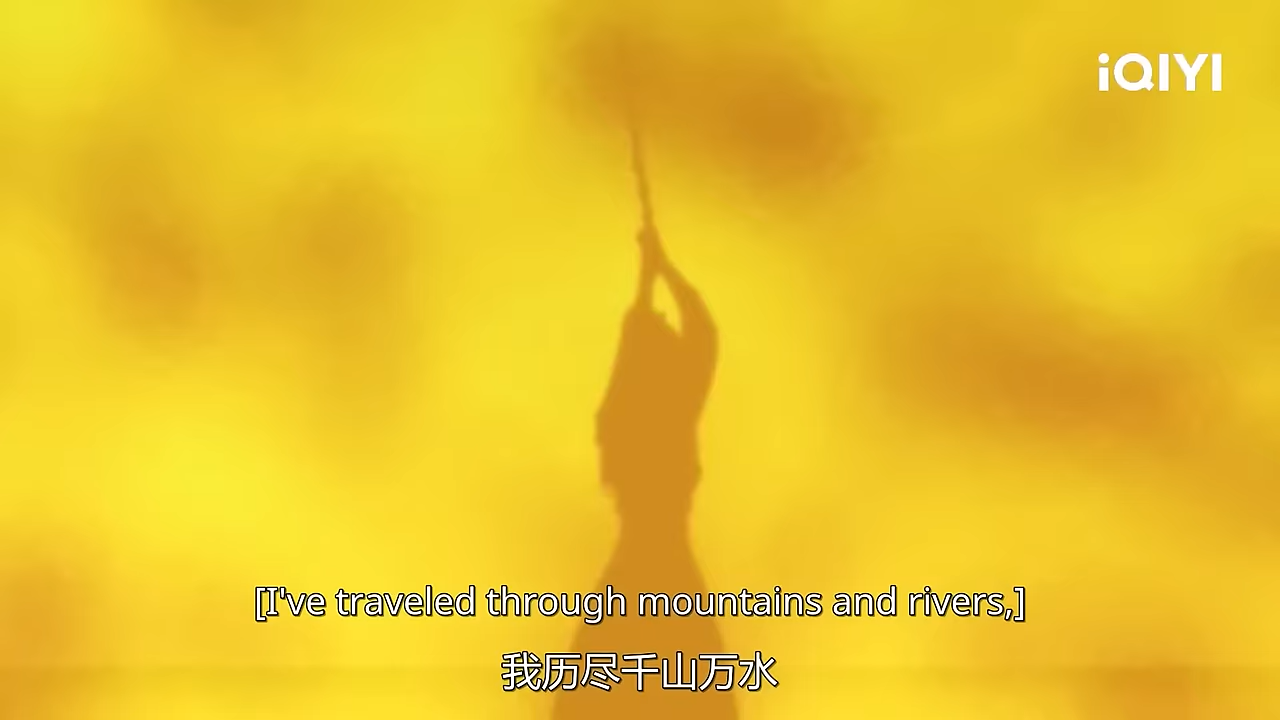 iQIYI
[I've traveled through mountains and rivers,]
我历尽千山万水